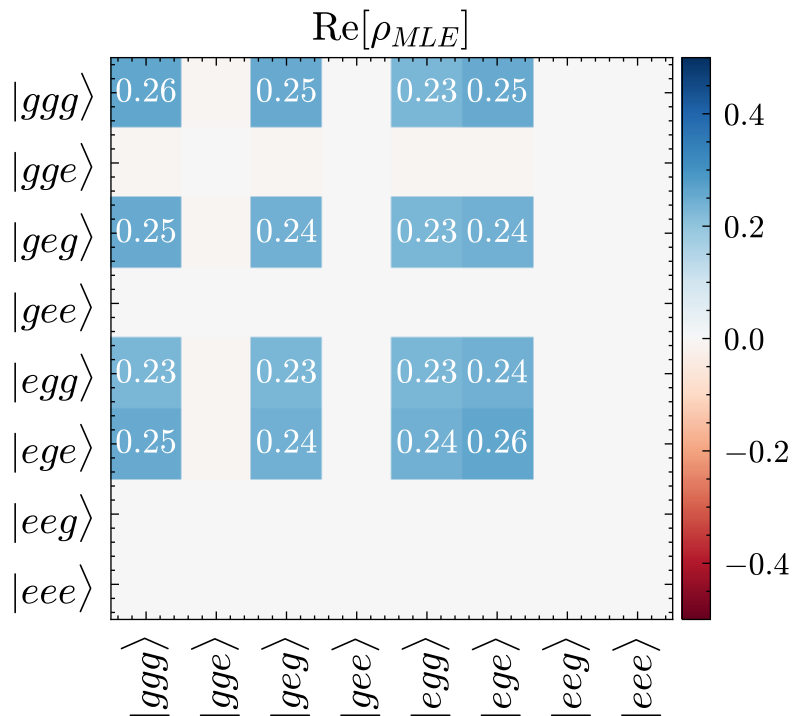 Re[ρ_{MLE}]
|ggg⟩ 0.26 0.25 0.23 0.25
|gge⟩
|geg⟩ 0.25 0.24 0.23 0.24
|gee⟩
|egg⟩ 0.23 0.23 0.23 0.24
|ege⟩ 0.25 0.24 0.24 0.26
|eeg⟩
|eee⟩
|ggg⟩ |gge⟩ |geg⟩ |gee⟩ |egg⟩ |ege⟩ |eeg⟩ |eee⟩
0.4
0.2
0.0
−0.2
−0.4